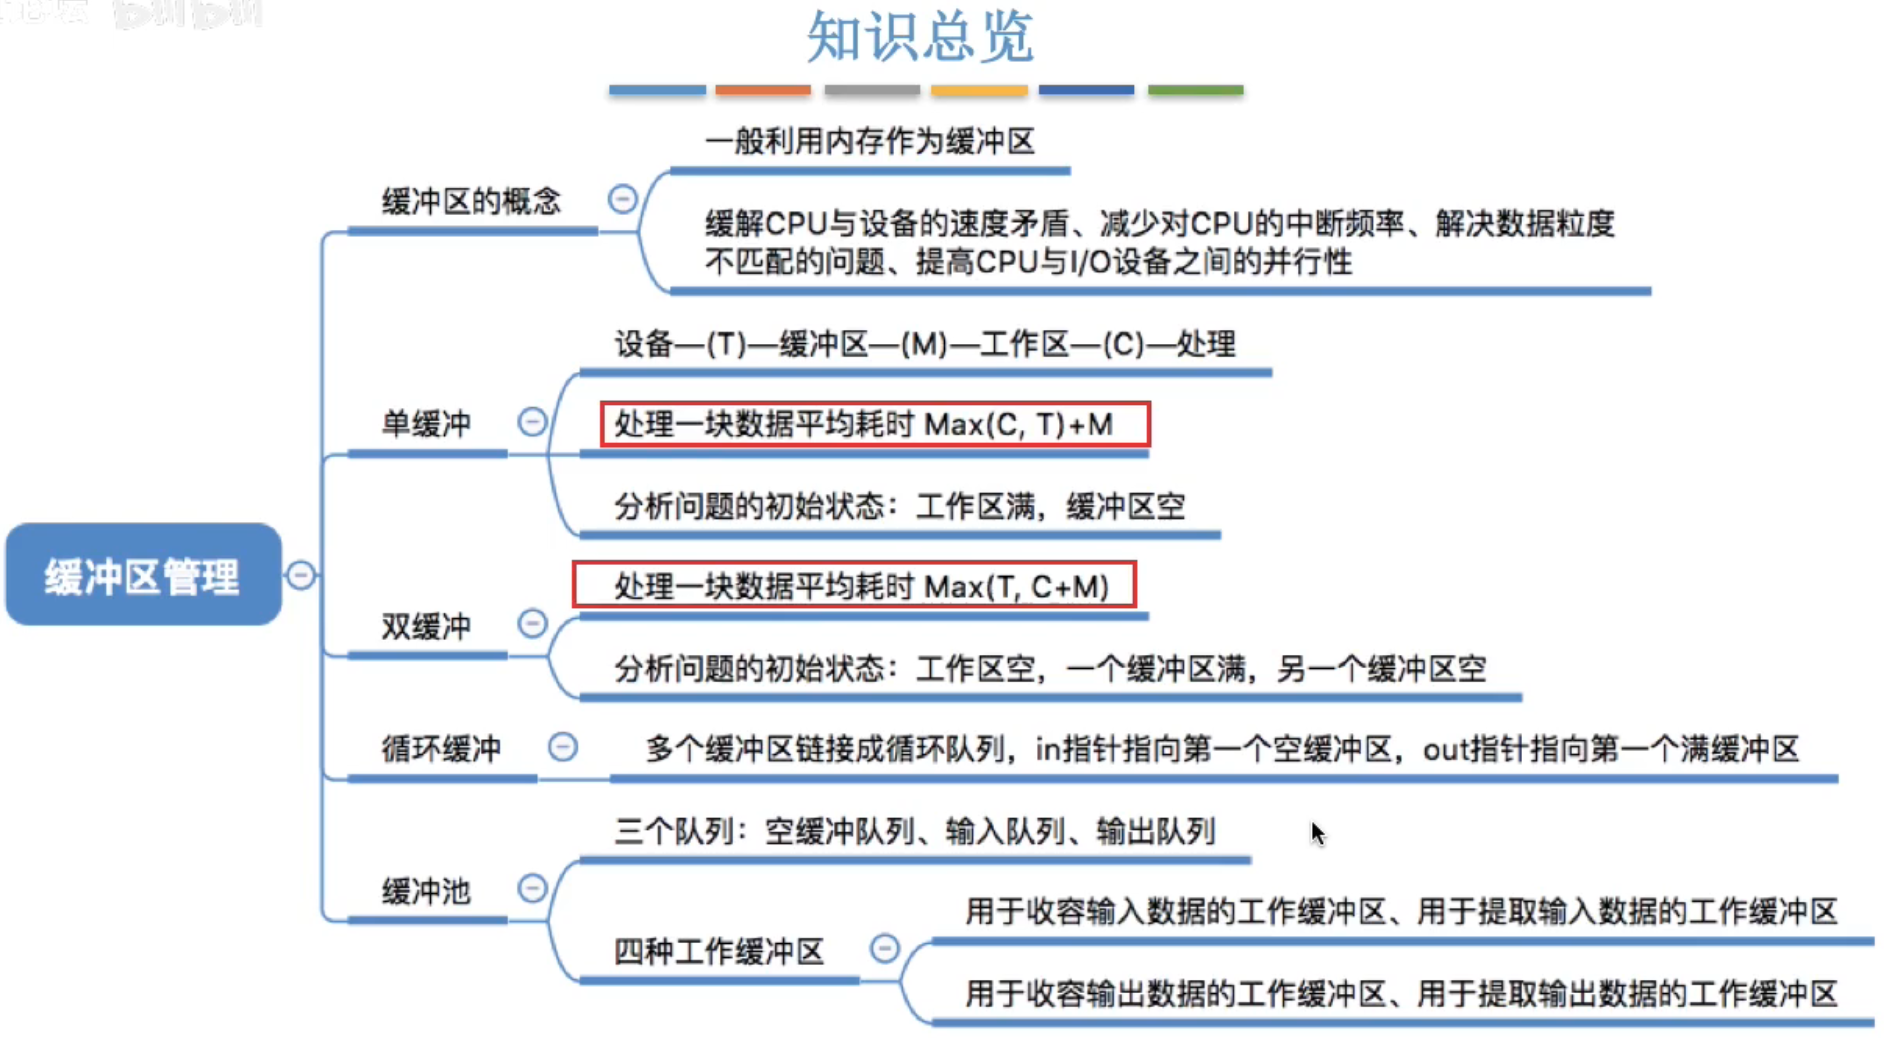 知识总览
一般利用内存作为缓冲区
缓冲区的概念
缓解CPU与设备的速度矛盾、减少对CPU的中断频率、解决数据粒度
不匹配的问题、提高CPU与I/O设备之间的并行性
设备—(T)—缓冲区—(M)—工作区—(C)—处理
单缓冲
处理一块数据平均耗时 Max(C, T)+M
分析问题的初始状态：工作区满，缓冲区空
缓冲区管理
处理一块数据平均耗时 Max(T, C+M)
双缓冲
分析问题的初始状态：工作区空，一个缓冲区满，另一个缓冲区空
循环缓冲
多个缓冲区链接成循环队列，in指针指向第一个空缓冲区，out指针指向第一个满缓冲区
三个队列：空缓冲队列、输入队列、输出队列
缓冲池
四种工作缓冲区
用于收容输入数据的工作缓冲区、用于提取输入数据的工作缓冲区
用于收容输出数据的工作缓冲区、用于提取输出数据的工作缓冲区